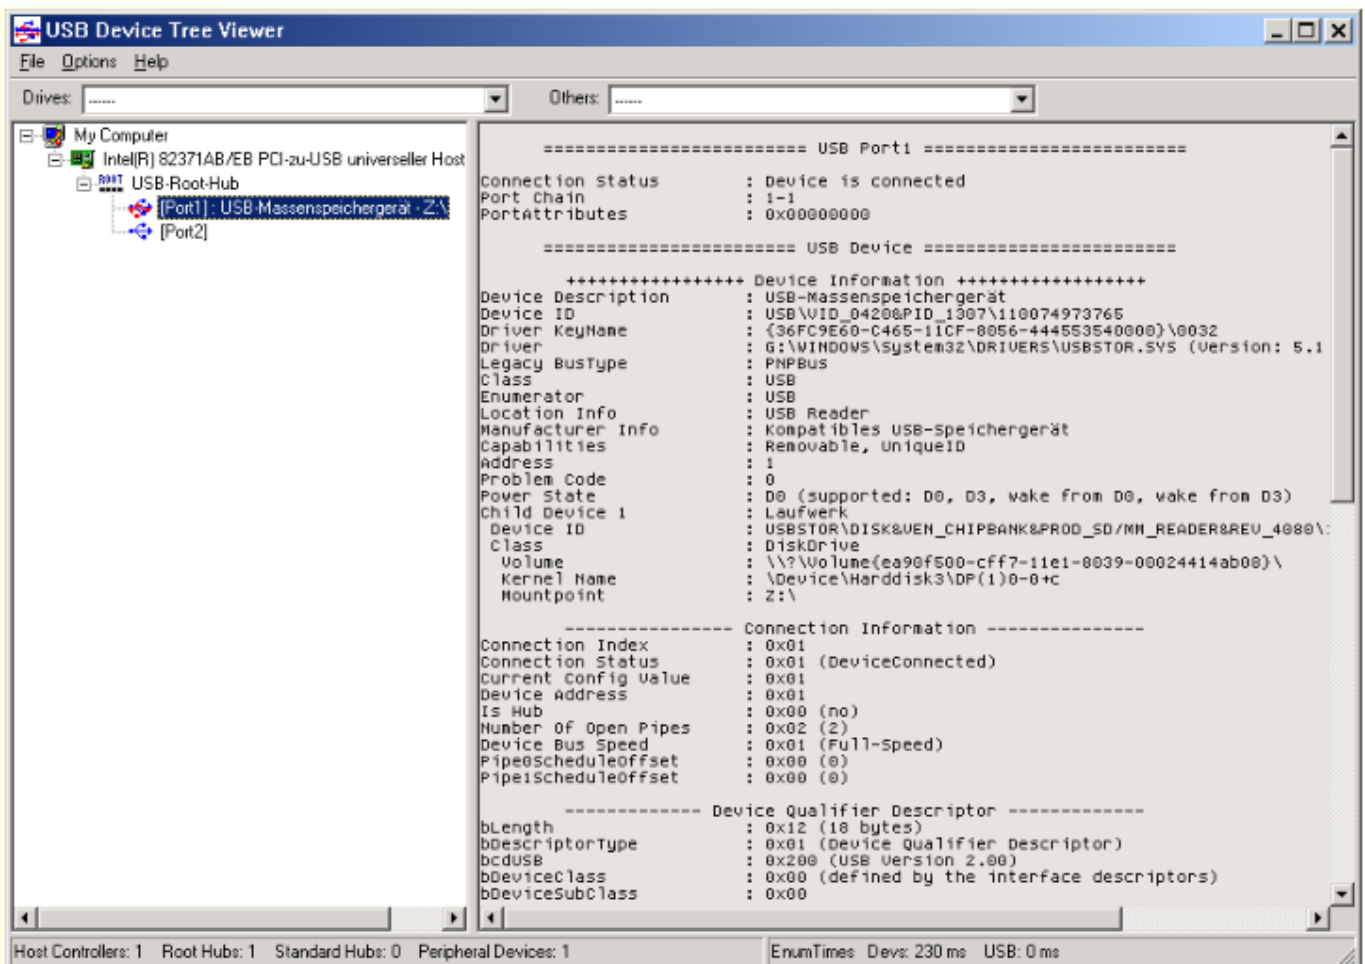 USB Device Tree Viewer
File Options Help
Drives: ------- Others: -------
My Computer
Intel(R) 82371AB/EB PCI-zu-USB universeller Host
USB-Root-Hub
[Port1] : USB-Massenspeichergerät - Z:\
[Port2]
========================= USB Port1 =========================
Connection Status : Device is connected
Port Chain : 1-1
PortAttributes : 0x00000000
======================== USB Device ========================
+++++++++++++++++ Device Information ++++++++++++++++++
Device Description : USB-Massenspeichergerät
Device ID : USB\VID_0420&PID_1307\110074973765
Driver KeyName : {36FC9E60-C465-11CF-8056-444553540000}\0032
Driver : G:\WINDOWS\System32\DRIVERS\USBSTOR.SYS (Version: 5.1
Legacy BusType : PNPBus
Class : USB
Enumerator : USB
Location Info : USB Reader
Manufacturer Info : Kompatibles USB-Speichergerät
Capabilities : Removable, UniqueID
Address : 1
Problem Code : 0
Power State : D0 (supported: D0, D3, wake from D0, wake from D3)
Child Device 1 : Laufwerk
Device ID : USBSTOR\DISK&VEN_CHIPBANK&PROD_SD/MM_READER&REV_4080\
Class : DiskDrive
Volume : \\?\Volume{ea90f500-cff7-11e1-8039-00024414ab08}\
Kernel Name : \Device\Harddisk3\DP(1)0-0+c
Mountpoint : Z:\
---------------- Connection Information ---------------
Connection Index : 0x01
Connection Status : 0x01 (DeviceConnected)
Current Config Value : 0x01
Device Address : 0x01
Is Hub : 0x00 (no)
Number Of Open Pipes : 0x02 (2)
Device Bus Speed : 0x01 (Full-Speed)
Pipe0ScheduleOffset : 0x00 (0)
Pipe1ScheduleOffset : 0x00 (0)
------------- Device Qualifier Descriptor -------------
bLength : 0x12 (18 bytes)
bDescriptorType : 0x01 (Device Qualifier Descriptor)
bcdUSB : 0x200 (USB Version 2.00)
bDeviceClass : 0x00 (defined by the interface descriptors)
bDeviceSubClass : 0x00
Host Controllers: 1 Root Hubs: 1 Standard Hubs: 0 Peripheral Devices: 1 EnumTimes Devs: 230 ms USB: 0 ms